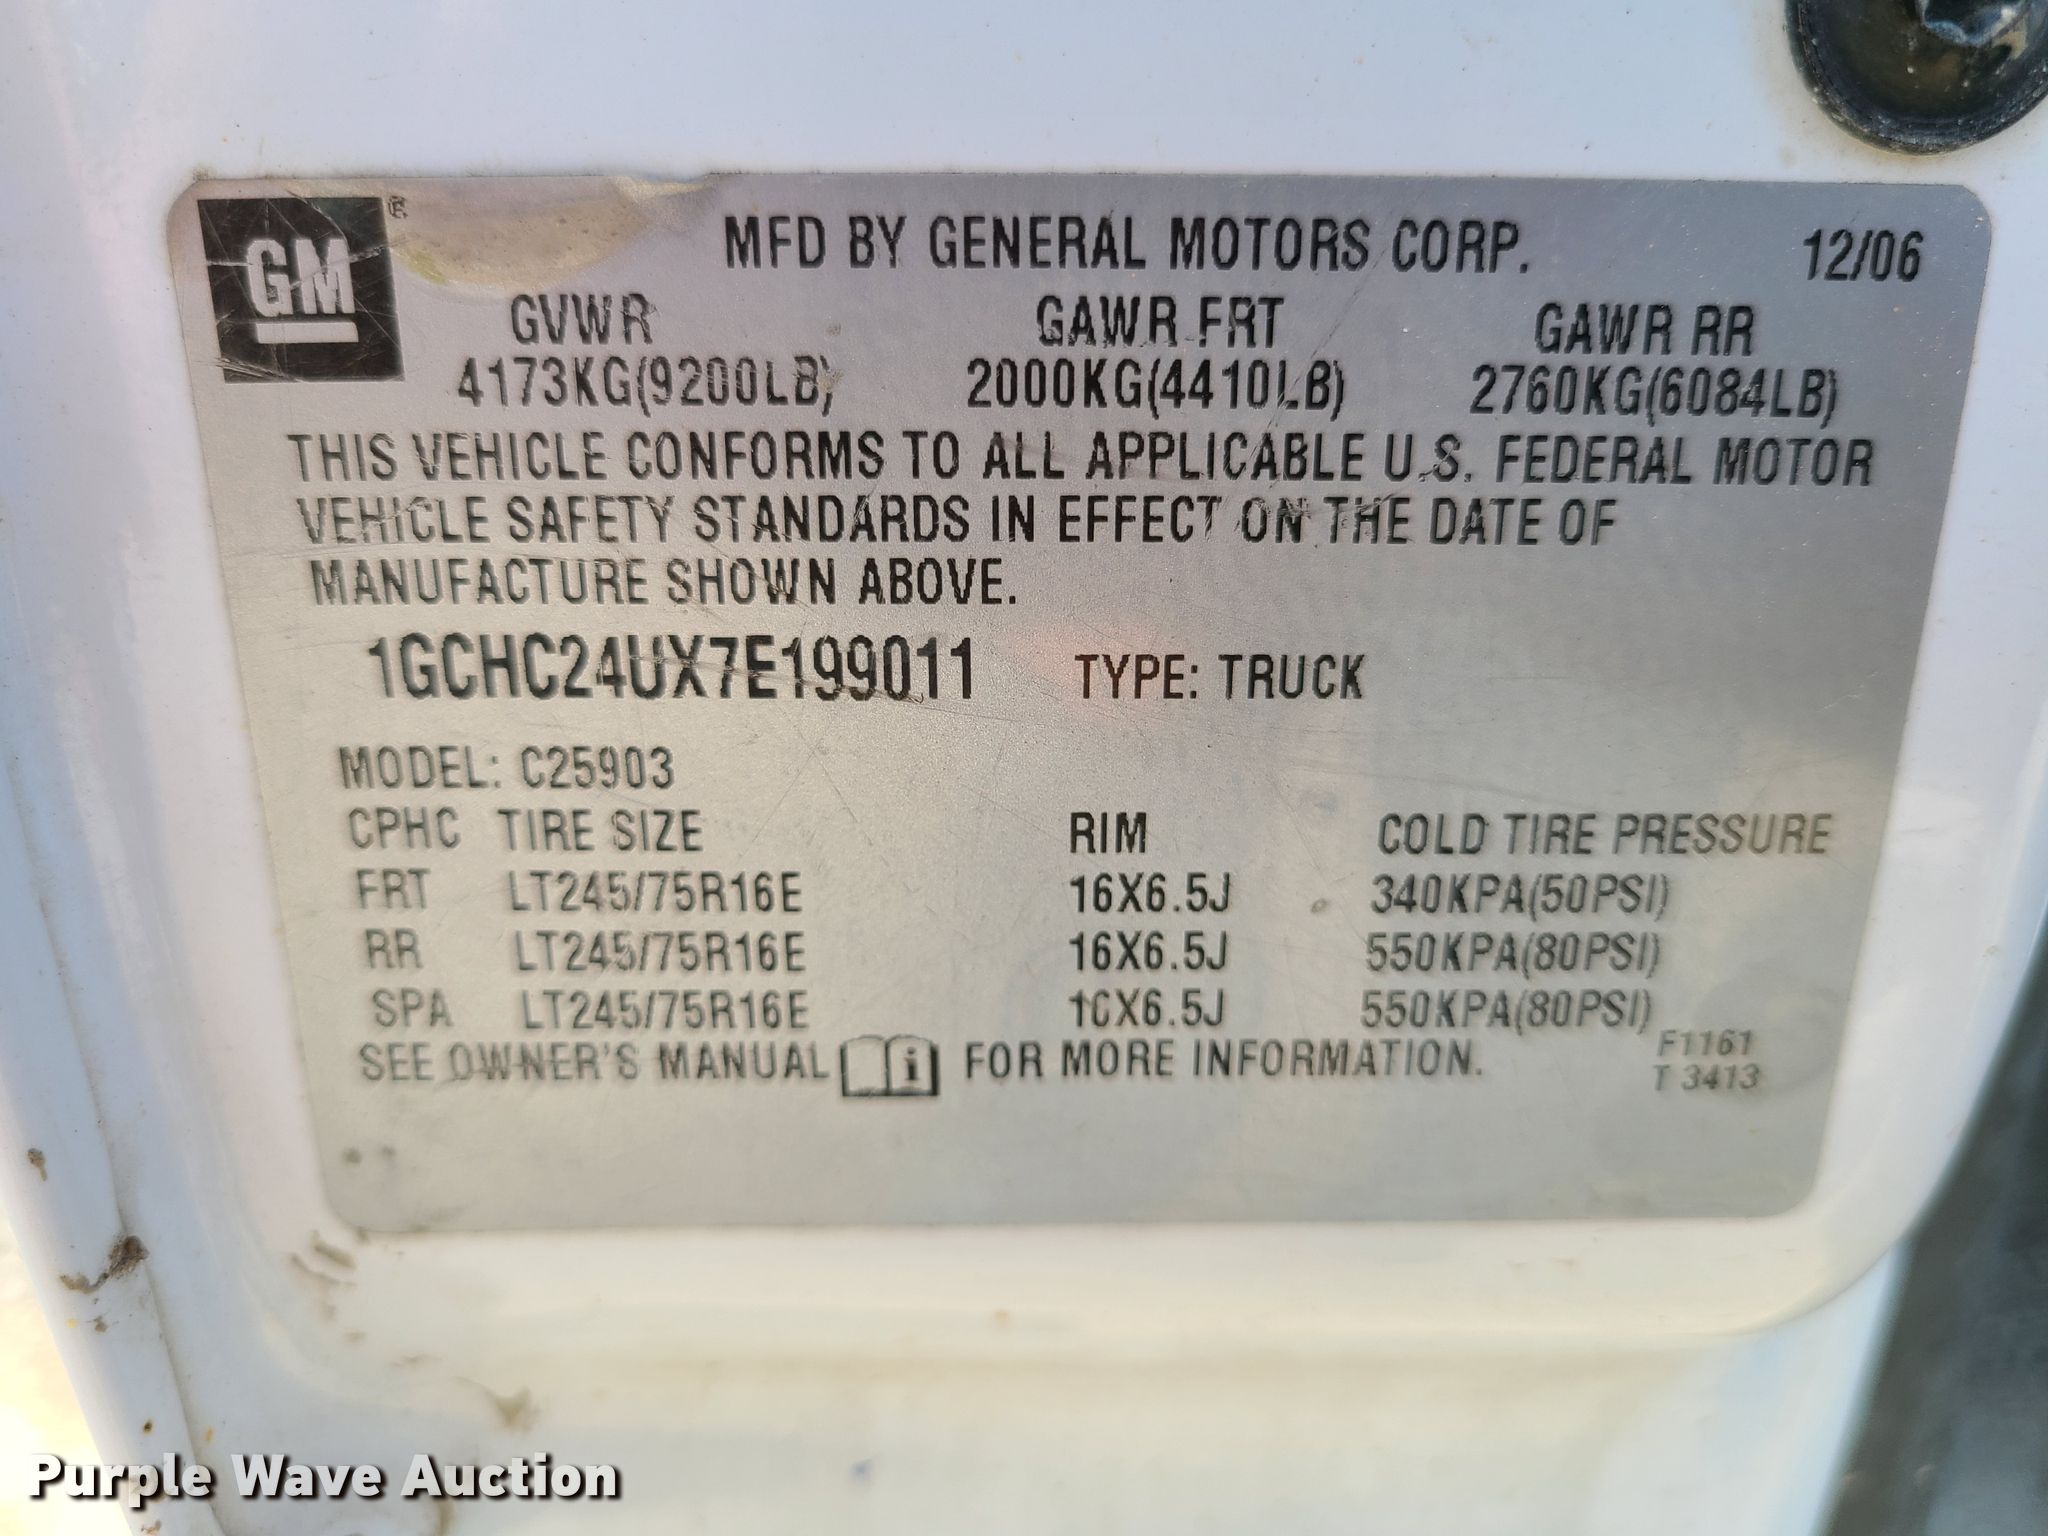 GM ®
MFD BY GENERAL MOTORS CORP. 12/06
GVWR GAWR FRT GAWR RR
4173KG(9200LB) 2000KG(4410LB) 2760KG(6084LB)
THIS VEHICLE CONFORMS TO ALL APPLICABLE U.S. FEDERAL MOTOR
VEHICLE SAFETY STANDARDS IN EFFECT ON THE DATE OF
MANUFACTURE SHOWN ABOVE.
1GCHC24UX7E199011 TYPE: TRUCK
MODEL: C25903
CPHC TIRE SIZE RIM COLD TIRE PRESSURE
FRT LT245/75R16E 16X6.5J 340KPA(50PSI)
RR LT245/75R16E 16X6.5J 550KPA(80PSI)
SPA LT245/75R16E 16X6.5J 550KPA(80PSI)
SEE OWNER'S MANUAL i FOR MORE INFORMATION.
F1161
T 3413
Purple Wave Auction